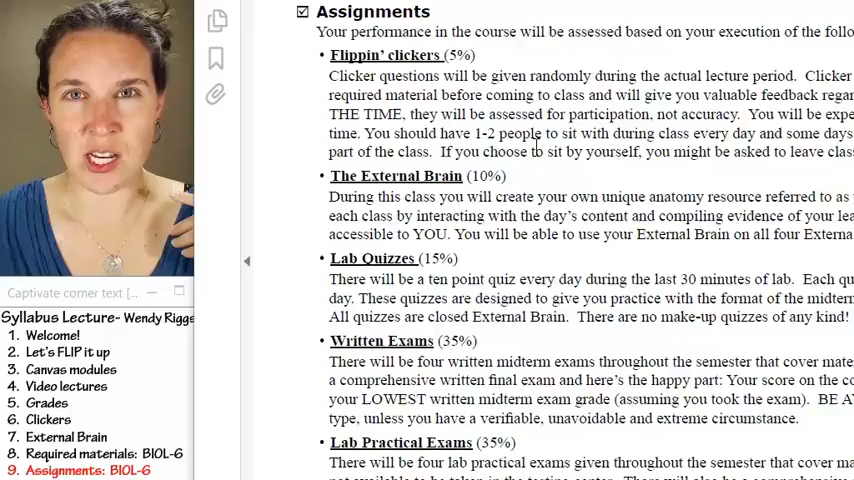 Assignments
Your performance in the course will be assessed based on your execution of the follo
• Flippin' clickers (5%)
Clicker questions will be given randomly during the actual lecture period. Clicker
required material before coming to class and will give you valuable feedback regar
THE TIME, they will be assessed for participation, not accuracy. You will be expe
time. You should have 1-2 people to sit with during class every day and some days
part of the class. If you choose to sit by yourself, you might be asked to leave clas
• The External Brain (10%)
During this class you will create your own unique anatomy resource referred to as
each class by interacting with the day's content and compiling evidence of your lea
accessible to YOU. You will be able to use your External Brain on all four Externa
• Lab Quizzes (15%)
There will be a ten point quiz every day during the last 30 minutes of lab. Each qu
day. These quizzes are designed to give you practice with the format of the midterm
All quizzes are closed External Brain. There are no make-up quizzes of any kind!
• Written Exams (35%)
There will be four written midterm exams throughout the semester that cover mate
a comprehensive written final exam and here's the happy part: Your score on the co
your LOWEST written midterm exam grade (assuming you took the exam). BE A
type, unless you have a verifiable, unavoidable and extreme circumstance.
• Lab Practical Exams (35%)
There will be four lab practical exams given throughout the semester that cover ma
Captivate corner text [...
Syllabus Lecture- Wendy Riggs
1. Welcome!
2. Let's FLIP it up
3. Canvas modules
4. Video lectures
5. Grades
6. Clickers
7. External Brain
8. Required materials: BIOL-6
9. Assignments: BIOL-6